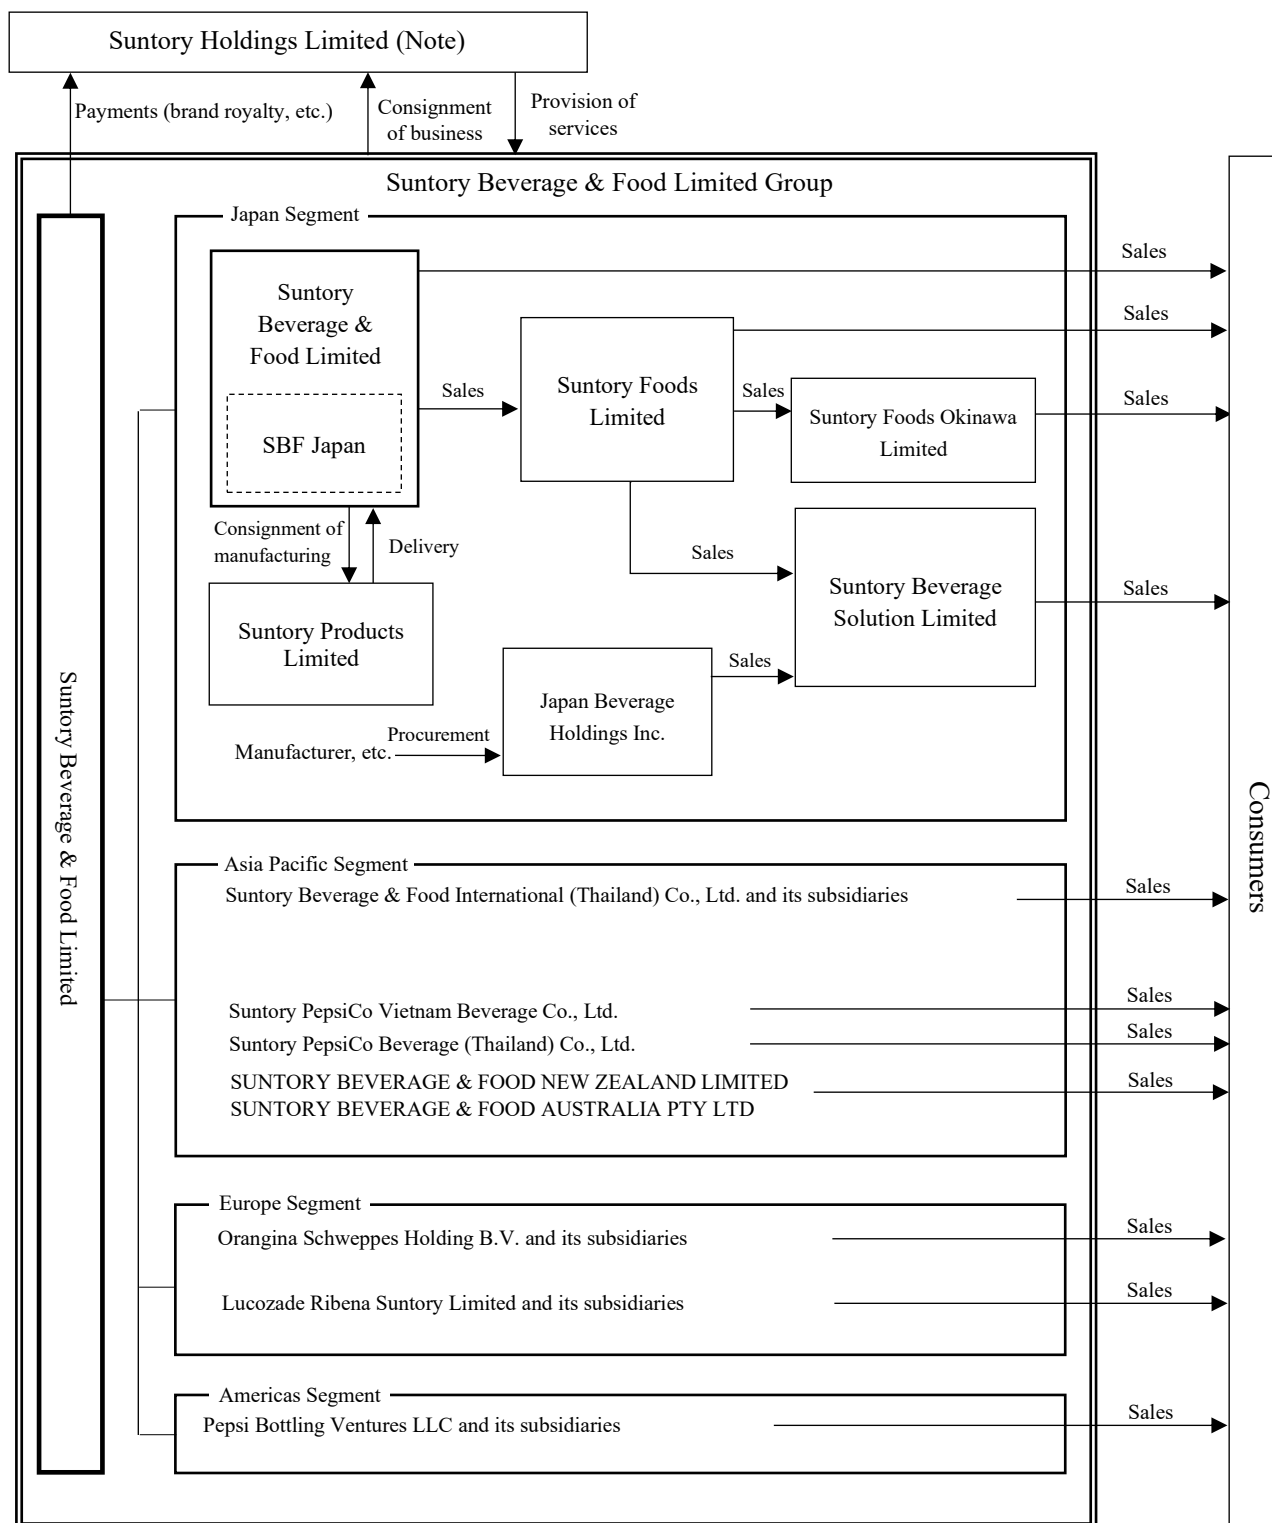 Suntory Holdings Limited (Note)
Payments (brand royalty, etc.)
Consignment
of business
Provision of
services
Suntory Beverage & Food Limited Group
Suntory Beverage & Food Limited
Japan Segment
Suntory
Beverage &
Food Limited
SBF Japan
Sales
Sales
Suntory Foods
Limited
Sales
Sales
Suntory Foods Okinawa
Limited
Sales
Consignment of
manufacturing
Delivery
Sales
Suntory Beverage
Solution Limited
Sales
Suntory Products
Limited
Japan Beverage
Holdings Inc.
Sales
Manufacturer, etc.
Procurement
Consumers
Asia Pacific Segment
Suntory Beverage & Food International (Thailand) Co., Ltd. and its subsidiaries
Sales
Suntory PepsiCo Vietnam Beverage Co., Ltd.
Sales
Suntory PepsiCo Beverage (Thailand) Co., Ltd.
Sales
SUNTORY BEVERAGE & FOOD NEW ZEALAND LIMITED
SUNTORY BEVERAGE & FOOD AUSTRALIA PTY LTD
Sales
Europe Segment
Orangina Schweppes Holding B.V. and its subsidiaries
Sales
Lucozade Ribena Suntory Limited and its subsidiaries
Sales
Americas Segment
Pepsi Bottling Ventures LLC and its subsidiaries
Sales